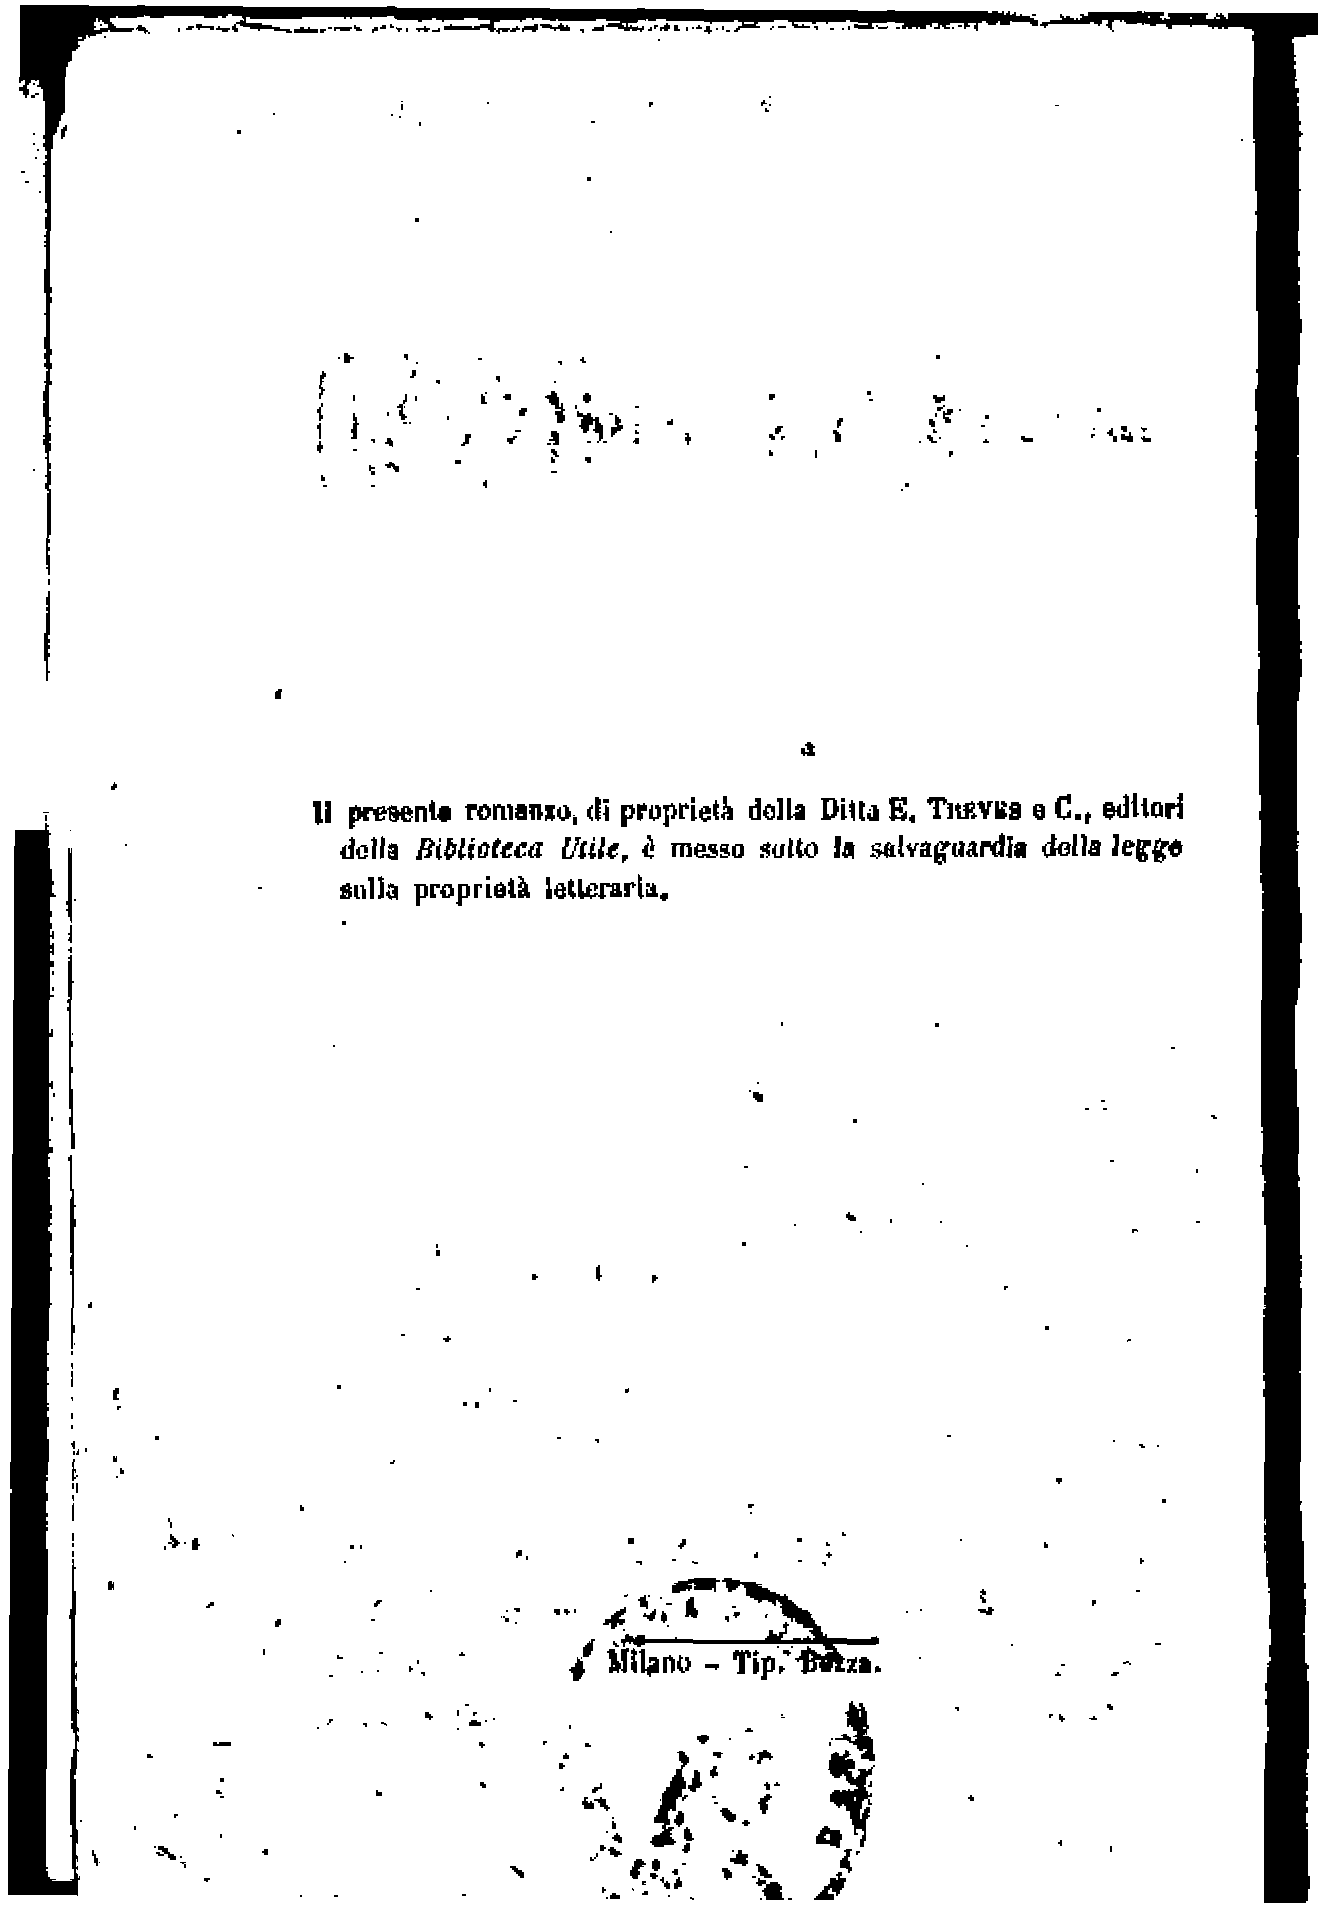 Il presente romanzo, di proprietà della Ditta E. TREVES e C., editori
della Biblioteca Utile, è messo sotto la salvaguardia della legge
sulla proprietà letteraria.
Milano – Tip.